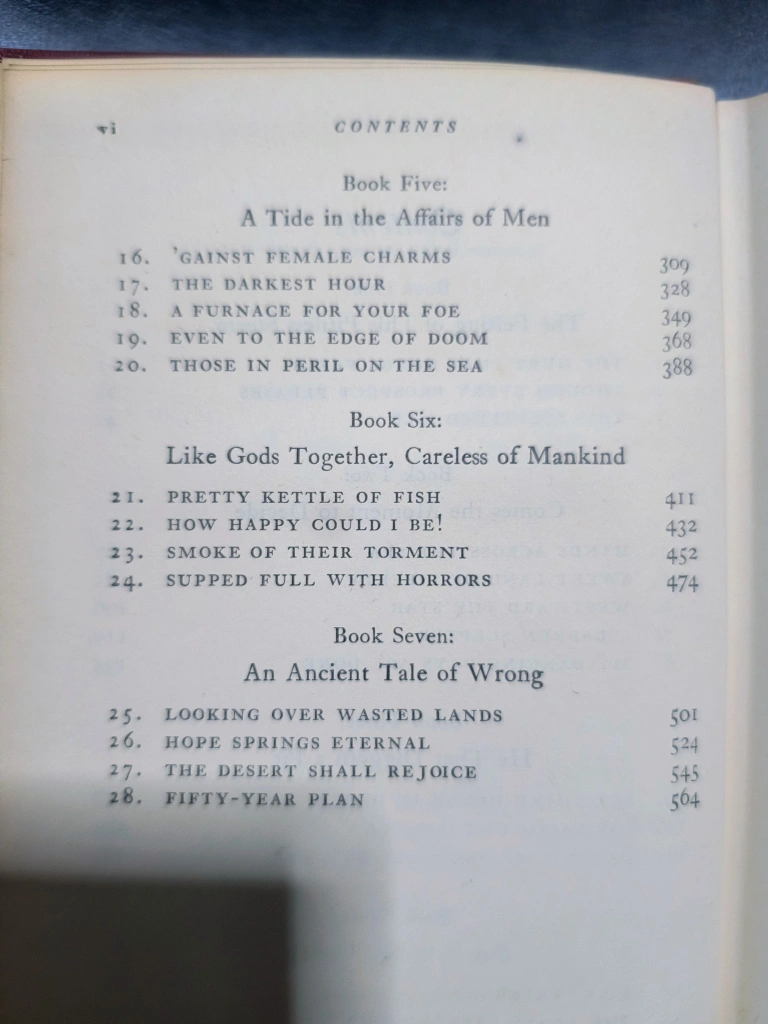 vi CONTENTS
Book Five:
A Tide in the Affairs of Men
16. 'GAINST FEMALE CHARMS 309
17. THE DARKEST HOUR 328
18. A FURNACE FOR YOUR FOE 349
19. EVEN TO THE EDGE OF DOOM 368
20. THOSE IN PERIL ON THE SEA 388
Book Six:
Like Gods Together, Careless of Mankind
21. PRETTY KETTLE OF FISH 411
22. HOW HAPPY COULD I BE! 432
23. SMOKE OF THEIR TORMENT 452
24. SUPPED FULL WITH HORRORS 474
Book Seven:
An Ancient Tale of Wrong
25. LOOKING OVER WASTED LANDS 501
26. HOPE SPRINGS ETERNAL 524
27. THE DESERT SHALL REJOICE 545
28. FIFTY-YEAR PLAN 564